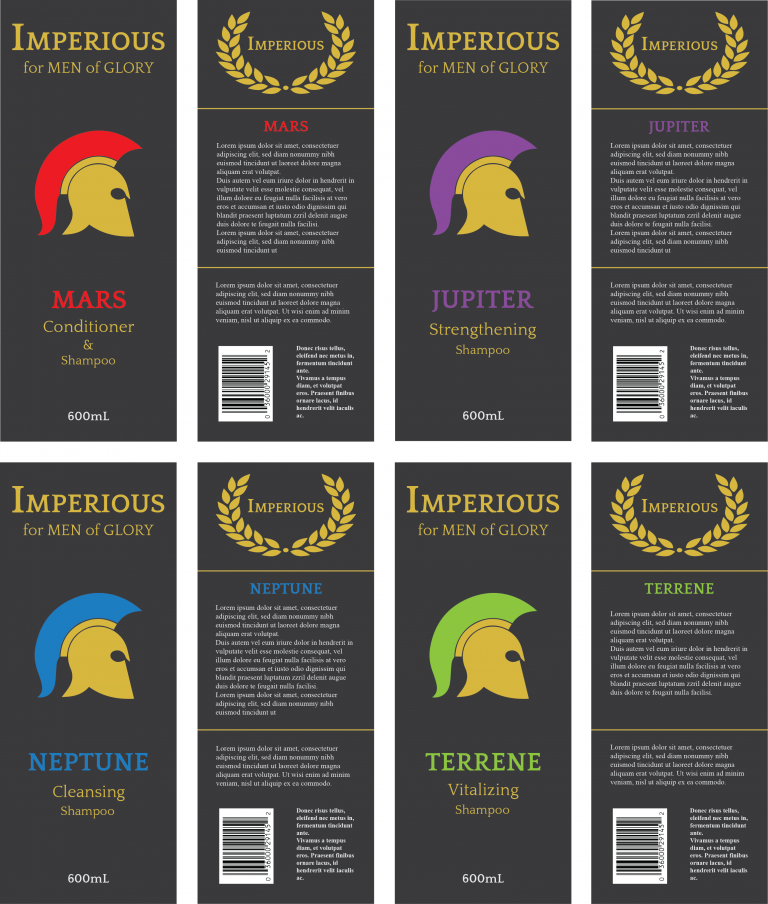 IMPERIOUS
for MEN of GLORY
MARS
Conditioner
&
Shampoo
600mL
IMPERIOUS
MARS
Lorem ipsum dolor sit amet, consectetuer
adipiscing elit, sed diam nonummy nibh
euismod tincidunt ut laoreet dolore magna
aliquam erat volutpat.
Duis autem vel eum iriure dolor in hendrerit in
vulputate velit esse molestie consequat, vel
illum dolore eu feugiat nulla facilisis at vero
eros et accumsan et iusto odio dignissim qui
blandit praesent luptatum zzril delenit augue
duis dolore te feugait nulla facilisi.
Lorem ipsum dolor sit amet, consectetuer
adipiscing elit, sed diam nonummy nibh
euismod tincidunt ut
Lorem ipsum dolor sit amet, consectetuer
adipiscing elit, sed diam nonummy nibh
euismod tincidunt ut laoreet dolore magna
aliquam erat volutpat. Ut wisi enim ad minim
veniam, nisl ut aliquip ex ea commodo.
0 36000 29145 2
Donec risus tellus,
eleifend nec metus in,
fermentum tincidunt
ante.
Vivamus a tempus
diam, et volutpat
eros. Praesent finibus
ornare lacus, id
hendrerit velit iaculis
ac.
IMPERIOUS
for MEN of GLORY
JUPITER
Strengthening
Shampoo
600mL
IMPERIOUS
JUPITER
Lorem ipsum dolor sit amet, consectetuer
adipiscing elit, sed diam nonummy nibh
euismod tincidunt ut laoreet dolore magna
aliquam erat volutpat.
Duis autem vel eum iriure dolor in hendrerit in
vulputate velit esse molestie consequat, vel
illum dolore eu feugiat nulla facilisis at vero
eros et accumsan et iusto odio dignissim qui
blandit praesent luptatum zzril delenit augue
duis dolore te feugait nulla facilisi.
Lorem ipsum dolor sit amet, consectetuer
adipiscing elit, sed diam nonummy nibh
euismod tincidunt ut
Lorem ipsum dolor sit amet, consectetuer
adipiscing elit, sed diam nonummy nibh
euismod tincidunt ut laoreet dolore magna
aliquam erat volutpat. Ut wisi enim ad minim
veniam, nisl ut aliquip ex ea commodo.
0 36000 29145 2
Donec risus tellus,
eleifend nec metus in,
fermentum tincidunt
ante.
Vivamus a tempus
diam, et volutpat
eros. Praesent finibus
ornare lacus, id
hendrerit velit iaculis
ac.
IMPERIOUS
for MEN of GLORY
NEPTUNE
Cleansing
Shampoo
600mL
IMPERIOUS
NEPTUNE
Lorem ipsum dolor sit amet, consectetuer
adipiscing elit, sed diam nonummy nibh
euismod tincidunt ut laoreet dolore magna
aliquam erat volutpat.
Duis autem vel eum iriure dolor in hendrerit in
vulputate velit esse molestie consequat, vel
illum dolore eu feugiat nulla facilisis at vero
eros et accumsan et iusto odio dignissim qui
blandit praesent luptatum zzril delenit augue
duis dolore te feugait nulla facilisi.
Lorem ipsum dolor sit amet, consectetuer
adipiscing elit, sed diam nonummy nibh
euismod tincidunt ut
Lorem ipsum dolor sit amet, consectetuer
adipiscing elit, sed diam nonummy nibh
euismod tincidunt ut laoreet dolore magna
aliquam erat volutpat. Ut wisi enim ad minim
veniam, nisl ut aliquip ex ea commodo.
0 36000 29145 2
Donec risus tellus,
eleifend nec metus in,
fermentum tincidunt
ante.
Vivamus a tempus
diam, et volutpat
eros. Praesent finibus
ornare lacus, id
hendrerit velit iaculis
ac.
IMPERIOUS
for MEN of GLORY
TERRENE
Vitalizing
Shampoo
600mL
IMPERIOUS
TERRENE
Lorem ipsum dolor sit amet, consectetuer
adipiscing elit, sed diam nonummy nibh
euismod tincidunt ut laoreet dolore magna
aliquam erat volutpat.
Duis autem vel eum iriure dolor in hendrerit in
vulputate velit esse molestie consequat, vel
illum dolore eu feugiat nulla facilisis at vero
eros et accumsan et iusto odio dignissim qui
blandit praesent luptatum zzril delenit augue
duis dolore te feugait nulla facilisi.
Lorem ipsum dolor sit amet, consectetuer
adipiscing elit, sed diam nonummy nibh
euismod tincidunt ut laoreet dolore magna
aliquam erat volutpat. Ut wisi enim ad minim
veniam, nisl ut aliquip ex ea commodo.
0 36000 29145 2
Donec risus tellus,
eleifend nec metus in,
fermentum tincidunt
ante.
Vivamus a tempus
diam, et volutpat
eros. Praesent finibus
ornare lacus, id
hendrerit velit iaculis
ac.